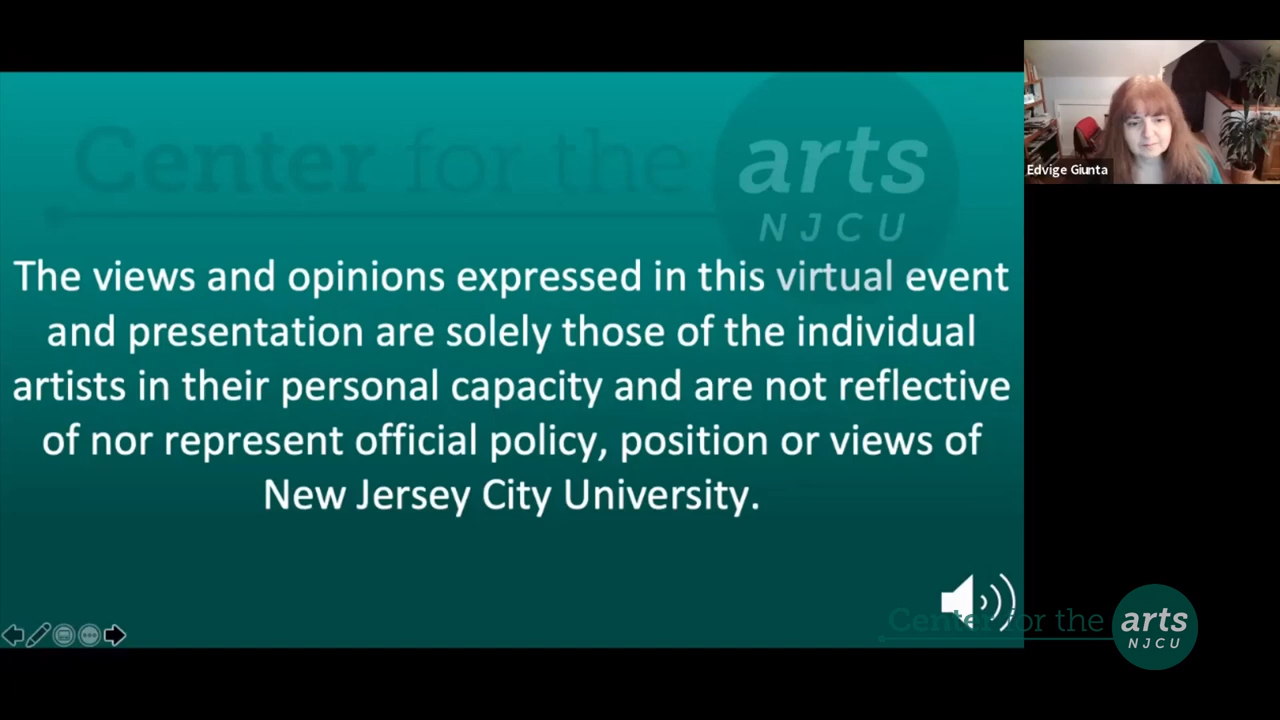 Center for the arts
NJCU
Edvige Giunta
The views and opinions expressed in this virtual event
and presentation are solely those of the individual
artists in their personal capacity and are not reflective
of nor represent official policy, position or views of
New Jersey City University.
Center for the arts
NJCU